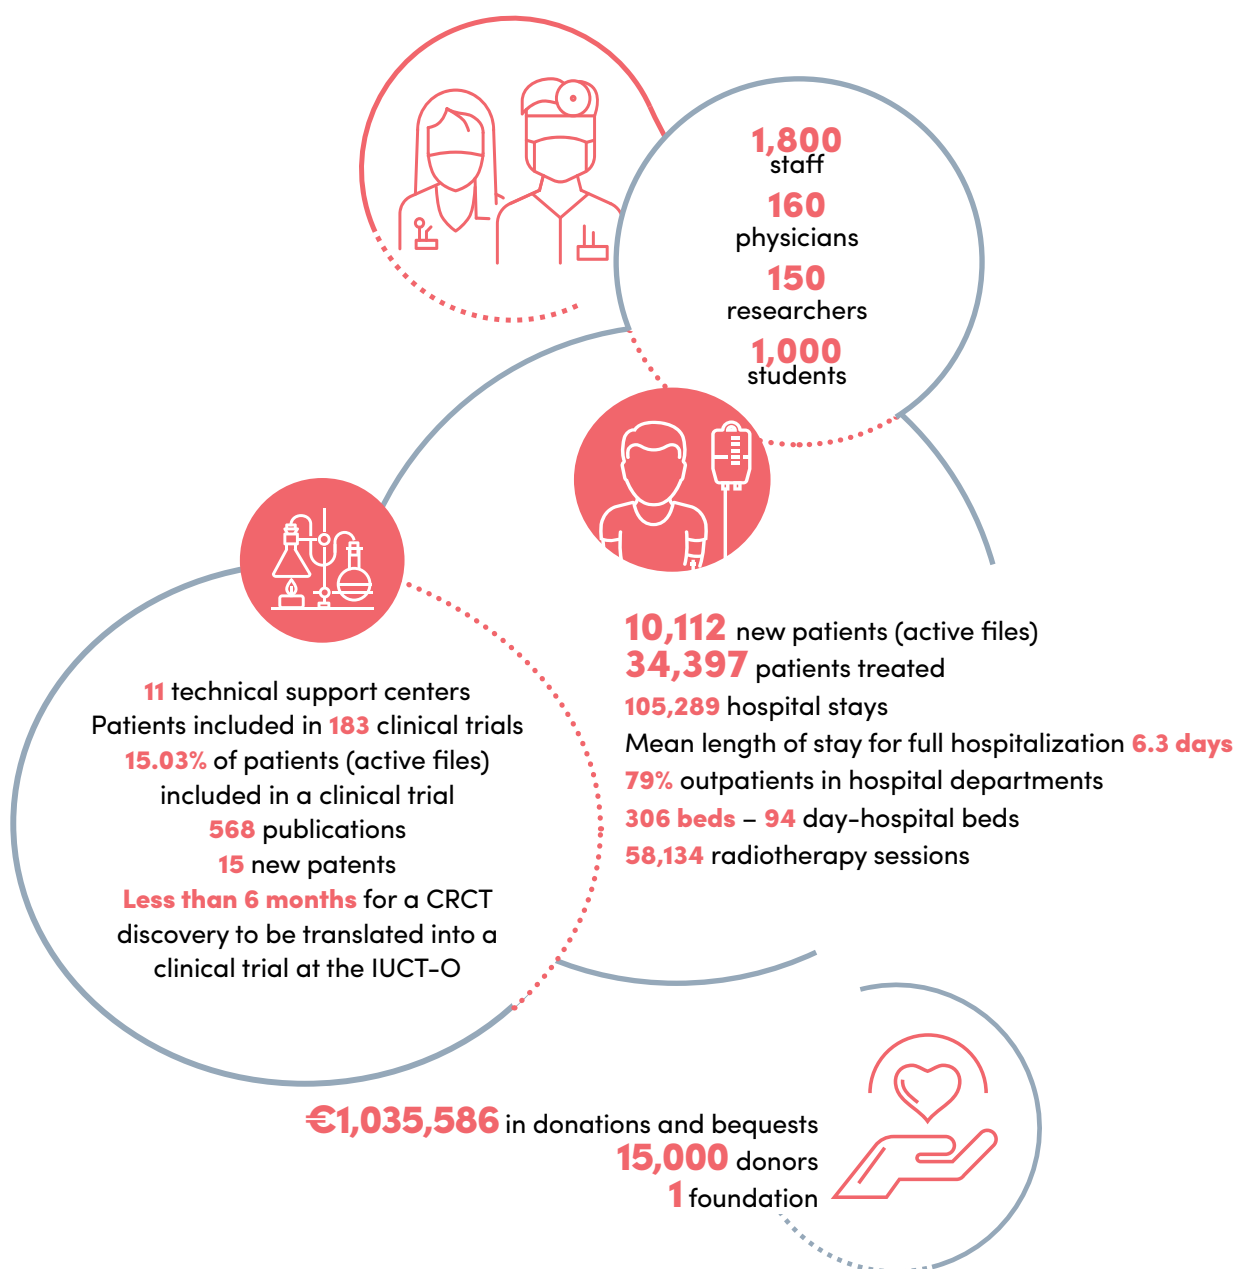 1,800
staff
160
physicians
150
researchers
1,000
students
11 technical support centers
Patients included in 183 clinical trials
15.03% of patients (active files)
included in a clinical trial
568 publications
15 new patents
Less than 6 months for a CRCT
discovery to be translated into a
clinical trial at the IUCT-O
10,112 new patients (active files)
34,397 patients treated
105,289 hospital stays
Mean length of stay for full hospitalization 6.3 days
79% outpatients in hospital departments
306 beds – 94 day-hospital beds
58,134 radiotherapy sessions
€1,035,586 in donations and bequests
15,000 donors
1 foundation